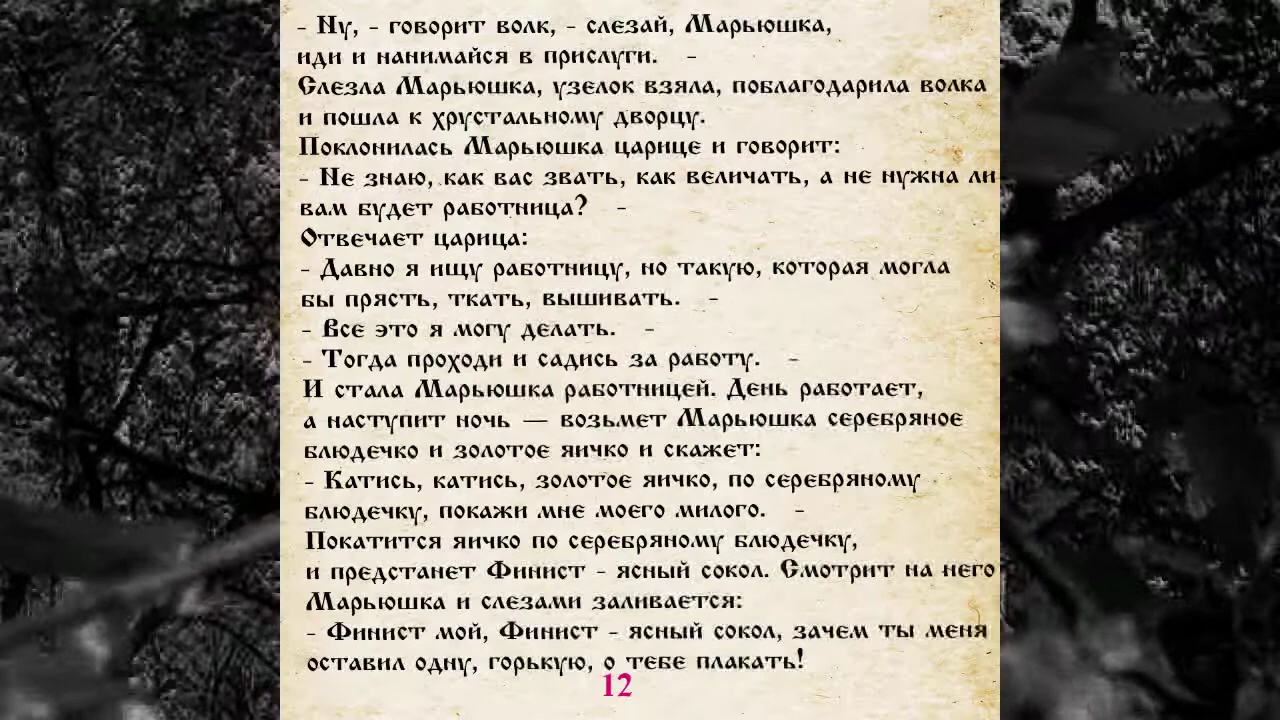 - Ну, - говорит волк, - слезай, Марьюшка,
иди и нанимайся в прислуги. -
Слезла Марьюшка, узелок взяла, поблагодарила волка
и пошла к хрустальному дворцу.
Поклонилась Марьюшка царице и говорит:
- Не знаю, как вас звать, как величать, а не нужна ли
вам будет работница? -
Отвечает царица:
- Давно я ищу работницу, но такую, которая могла
бы прясть, ткать, вышивать. -
- Все это я могу делать. -
- Тогда проходи и садись за работу. -
И стала Марьюшка работницей. День работает,
а наступит ночь — возьмет Марьюшка серебряное
блюдечко и золотое яичко и скажет:
- Катись, катись, золотое яичко, по серебряному
блюдечку, покажи мне моего милого. -
Покатится яичко по серебряному блюдечку,
и предстанет Финист - ясный сокол. Смотрит на него
Марьюшка и слезами заливается:
- Финист мой, Финист - ясный сокол, зачем ты меня
оставил одну, горькую, о тебе плакать!
12